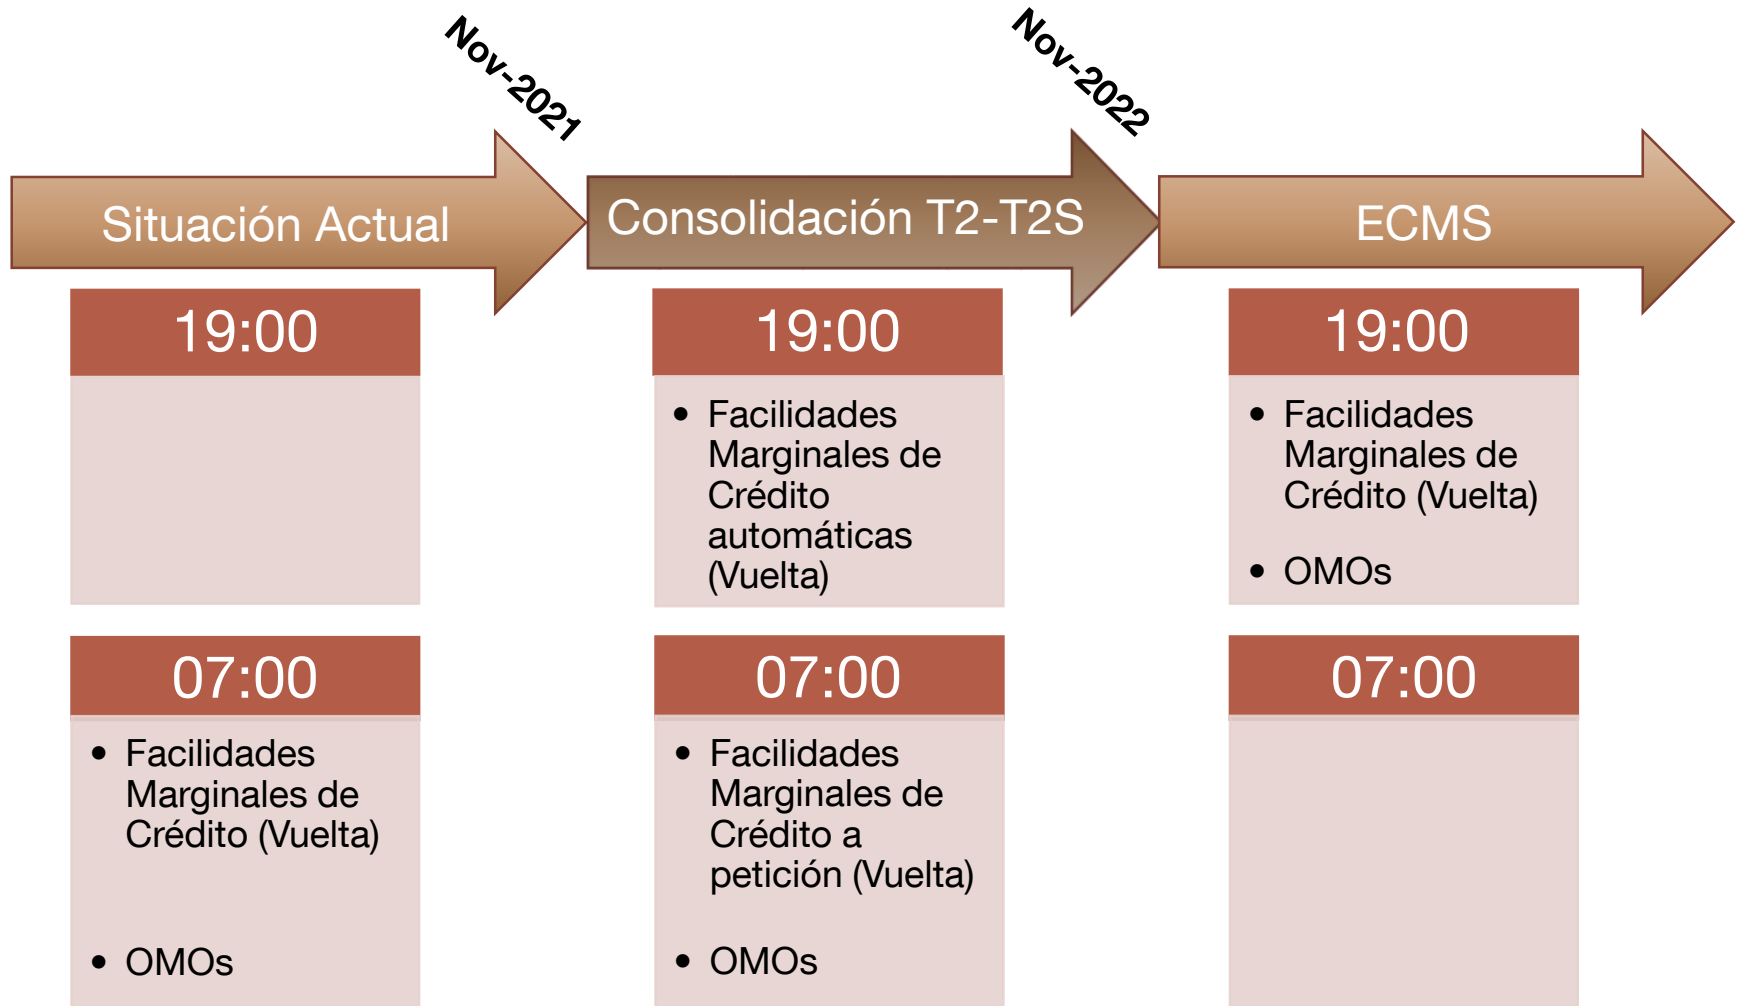 Nov-2021
Nov-2022
Situación Actual
Consolidación T2-T2S
ECMS
19:00
19:00
• Facilidades
Marginales de
Crédito
automáticas
(Vuelta)
19:00
• Facilidades
Marginales de
Crédito (Vuelta)
• OMOs
07:00
• Facilidades
Marginales de
Crédito (Vuelta)
• OMOs
07:00
• Facilidades
Marginales de
Crédito a
petición (Vuelta)
• OMOs
07:00